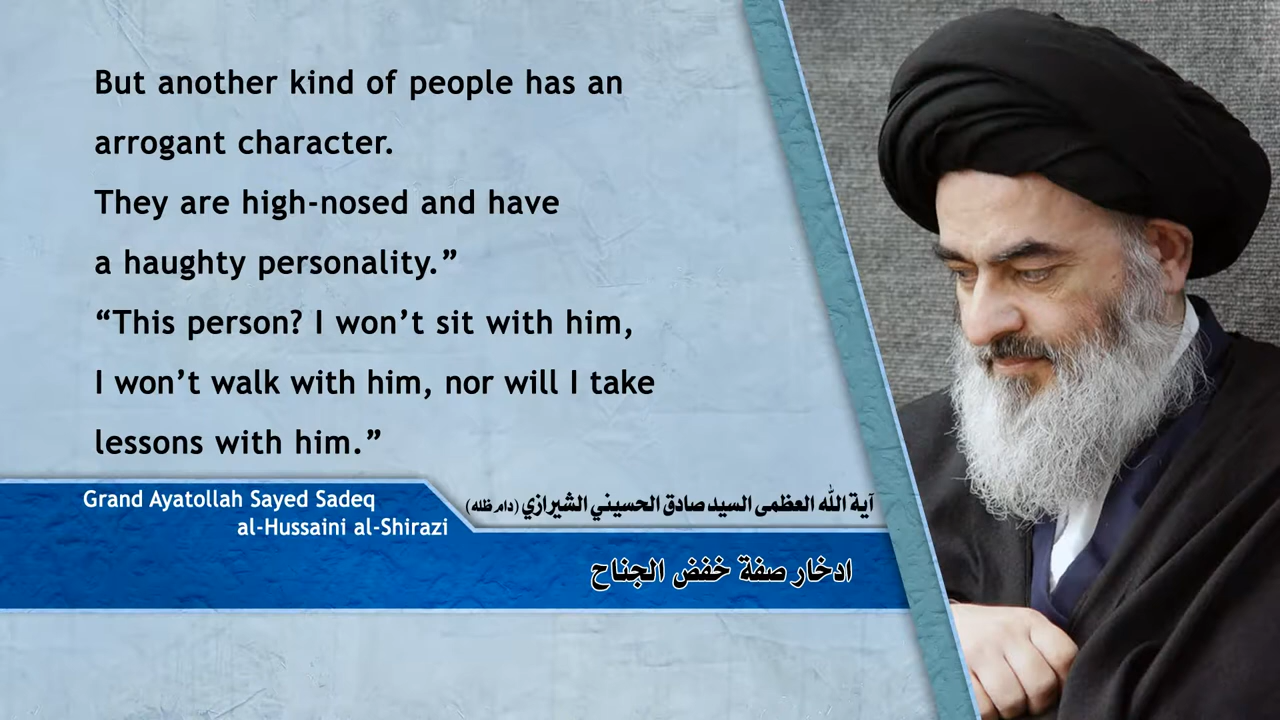 But another kind of people has an
arrogant character.
They are high-nosed and have
a haughty personality.”
“This person? I won’t sit with him,
I won’t walk with him, nor will I take
lessons with him.”
Grand Ayatollah Sayed Sadeq
al-Hussaini al-Shirazi
آية الله العظمى السيد صادق الحسيني الشيرازي (دام ظله)
ادخار صفة خفض الجناح